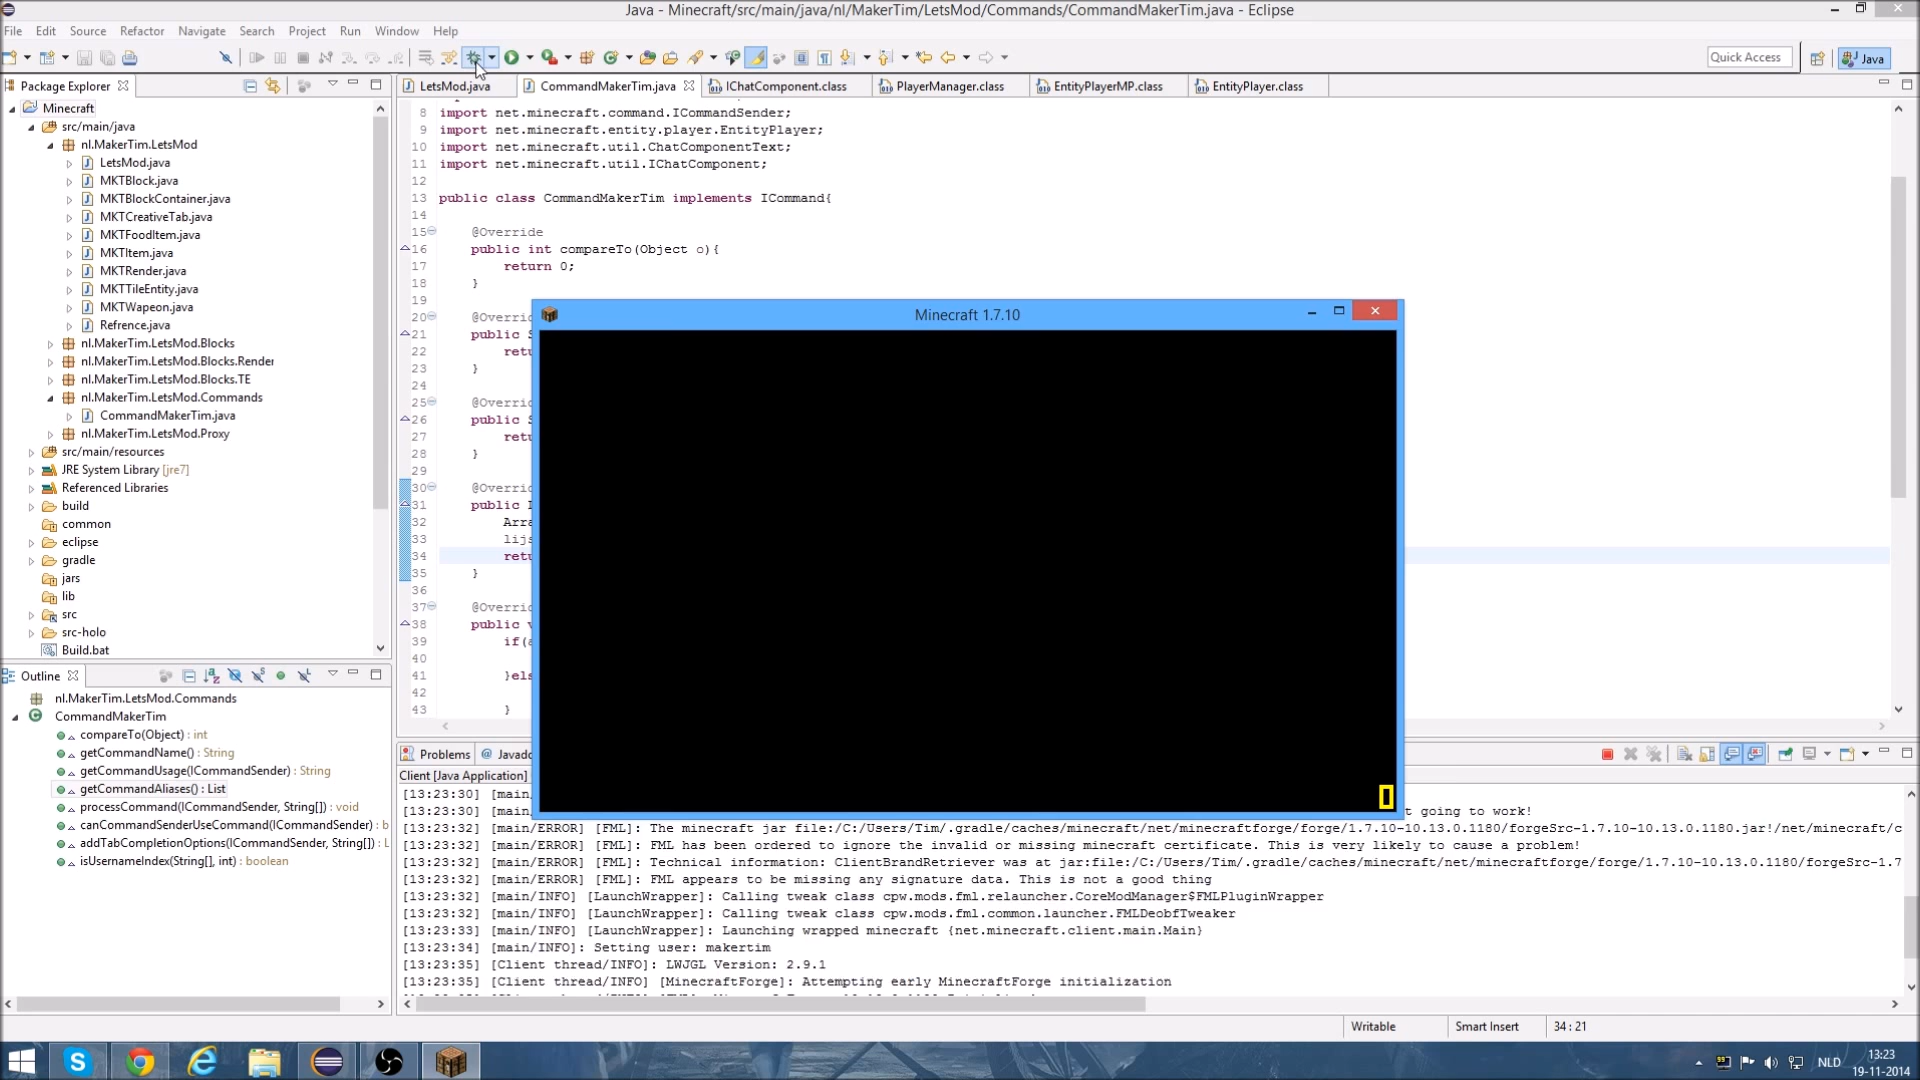 Java - Minecraft/src/main/java/nl/MakerTim/LetsMod/Commands/CommandMakerTim.java - Eclipse
File Edit Source Refactor Navigate Search Project Run Window Help
Quick Access
Java
Package Explorer
Minecraft
src/main/java
nl.MakerTim.LetsMod
LetsMod.java
MKTBlock.java
MKTBlockContainer.java
MKTCreativeTab.java
MKTFoodItem.java
MKTItem.java
MKTRender.java
MKTTileEntity.java
MKTWapeon.java
Refrence.java
nl.MakerTim.LetsMod.Blocks
nl.MakerTim.LetsMod.Blocks.Render
nl.MakerTim.LetsMod.Blocks.TE
nl.MakerTim.LetsMod.Commands
CommandMakerTim.java
nl.MakerTim.LetsMod.Proxy
src/main/resources
JRE System Library [jre7]
Referenced Libraries
build
common
eclipse
gradle
jars
lib
src
src-holo
Build.bat
Outline
nl.MakerTim.LetsMod.Commands
CommandMakerTim
compareTo(Object) : int
getCommandName() : String
getCommandUsage(ICommandSender) : String
getCommandAliases() : List
processCommand(ICommandSender, String[]) : void
canCommandSenderUseCommand(ICommandSender) : b
addTabCompletionOptions(ICommandSender, String[]) : L
isUsernameIndex(String[], int) : boolean
LetsMod.java CommandMakerTim.java IChatComponent.class PlayerManager.class EntityPlayerMP.class EntityPlayer.class
8 import net.minecraft.command.ICommandSender;
9 import net.minecraft.entity.player.EntityPlayer;
10 import net.minecraft.util.ChatComponentText;
11 import net.minecraft.util.IChatComponent;
12
13 public class CommandMakerTim implements ICommand{
14
15 @Override
16 public int compareTo(Object o){
17 return 0;
18 }
19
20 @Overri
21 public S
22 retu
23 }
24
25 @Overri
26 public S
27 retu
28 }
29
30 @Overri
31 public
32 Arra
33 lijs
34 retu
35 }
36
37 @Overri
38 public v
39 if(a
40
41 }els
42
43 }
Minecraft 1.7.10
Problems Javado
Client [Java Application]
[13:23:30] [main
[13:23:30] [main t going to work!
[13:23:32] [main/ERROR] [FML]: The minecraft jar file:/C:/Users/Tim/.gradle/caches/minecraft/net/minecraftforge/forge/1.7.10-10.13.0.1180/forgeSrc-1.7.10-10.13.0.1180.jar!/net/minecraft/c
[13:23:32] [main/ERROR] [FML]: FML has been ordered to ignore the invalid or missing minecraft certificate. This is very likely to cause a problem!
[13:23:32] [main/ERROR] [FML]: Technical information: ClientBrandRetriever was at jar:file:/C:/Users/Tim/.gradle/caches/minecraft/net/minecraftforge/forge/1.7.10-10.13.0.1180/forgeSrc-1.7
[13:23:32] [main/ERROR] [FML]: FML appears to be missing any signature data. This is not a good thing
[13:23:32] [main/INFO] [LaunchWrapper]: Calling tweak class cpw.mods.fml.relauncher.CoreModManager$FMLPluginWrapper
[13:23:32] [main/INFO] [LaunchWrapper]: Calling tweak class cpw.mods.fml.common.launcher.FMLDeobfTweaker
[13:23:33] [main/INFO] [LaunchWrapper]: Launching wrapped minecraft {net.minecraft.client.main.Main}
[13:23:34] [main/INFO]: Setting user: makertim
[13:23:35] [Client thread/INFO]: LWJGL Version: 2.9.1
[13:23:35] [Client thread/INFO] [MinecraftForge]: Attempting early MinecraftForge initialization
Writable Smart Insert 34 : 21
NLD
13:23
19-11-2014